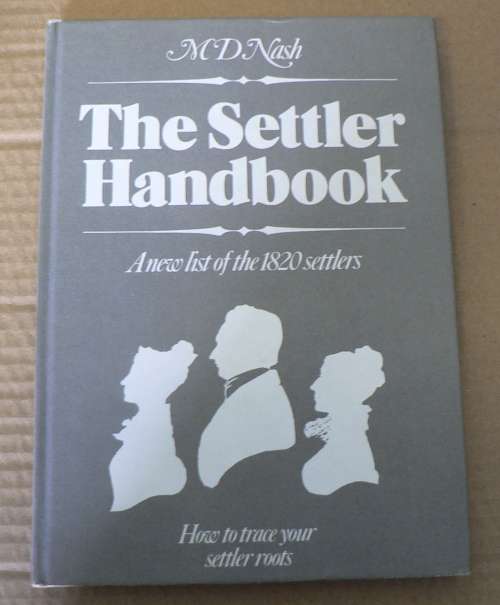 M D Nash
The Settler
Handbook
A new list of the 1820 settlers
How to trace your
settler roots